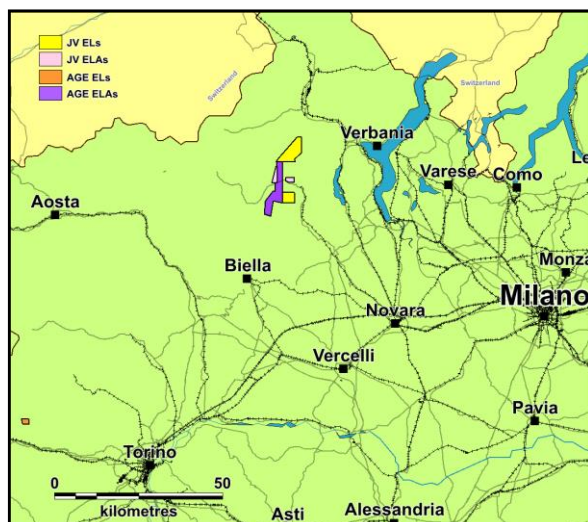 JV ELs
JV ELAs
AGE ELs
AGE ELAs
Switzerland
Switzerland
Verbania
Varese
Como
Le
Aosta
Biella
Monza
Milano
Novara
Vercelli
Pavia
Torino
0 50
kilometres
Asti
Alessandria